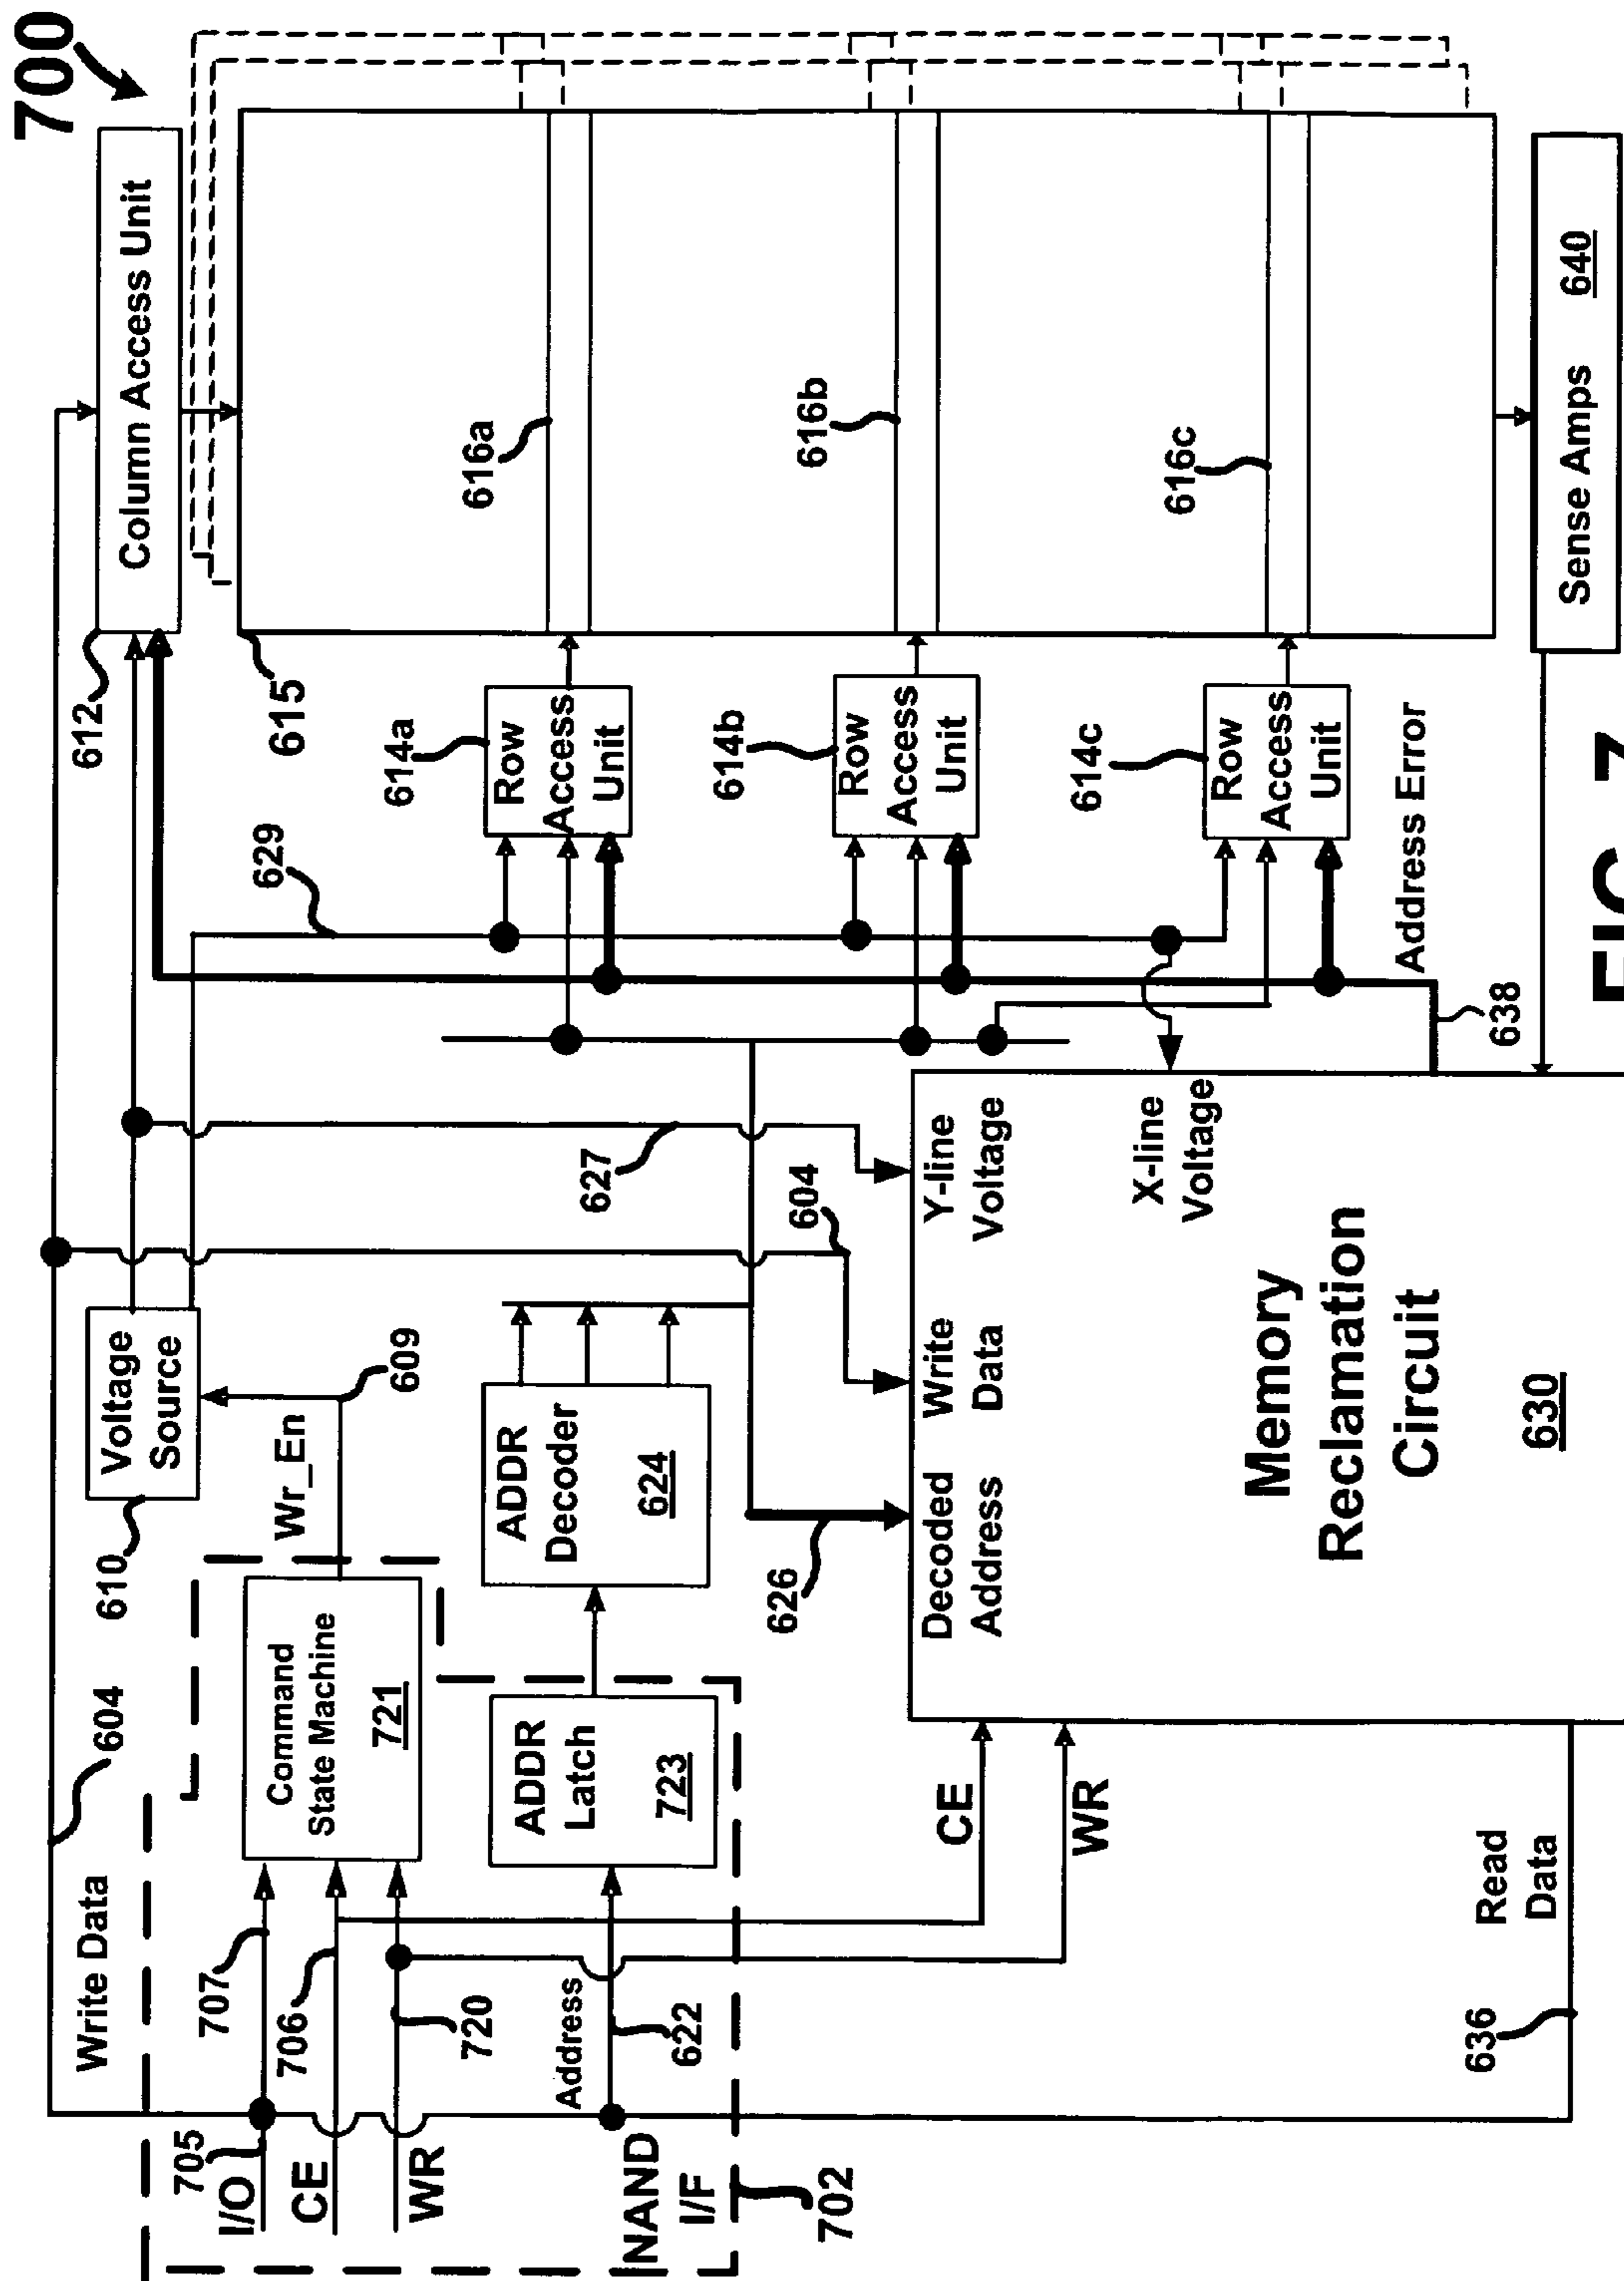 700
Write Data
604
612
Column Access Unit
610
Voltage
Source
Wr_En
609
629
615
705
I/O
707
CE
706
WR
720
Command
State Machine
721
Address
622
ADDR
Latch
723
ADDR
Decoder
624
NAND
I/F
702
626
627
604
614a
Row
Access
Unit
616a
614b
Row
Access
Unit
616b
614c
Row
Access
Unit
616c
CE
WR
Decoded
Address
Write
Data
Y-line
Voltage
X-line
Voltage
Memory
Reclamation
Circuit
630
Address Error
638
Read
Data
636
Sense Amps 640
FIG. 7